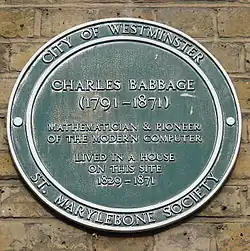 CITY OF WESTMINSTER
CHARLES BABBAGE
(1791-1871)
MATHEMATICIAN & PIONEER
OF THE MODERN COMPUTER
LIVED IN A HOUSE
ON THIS SITE
1829-1871
ST. MARYLEBONE SOCIETY